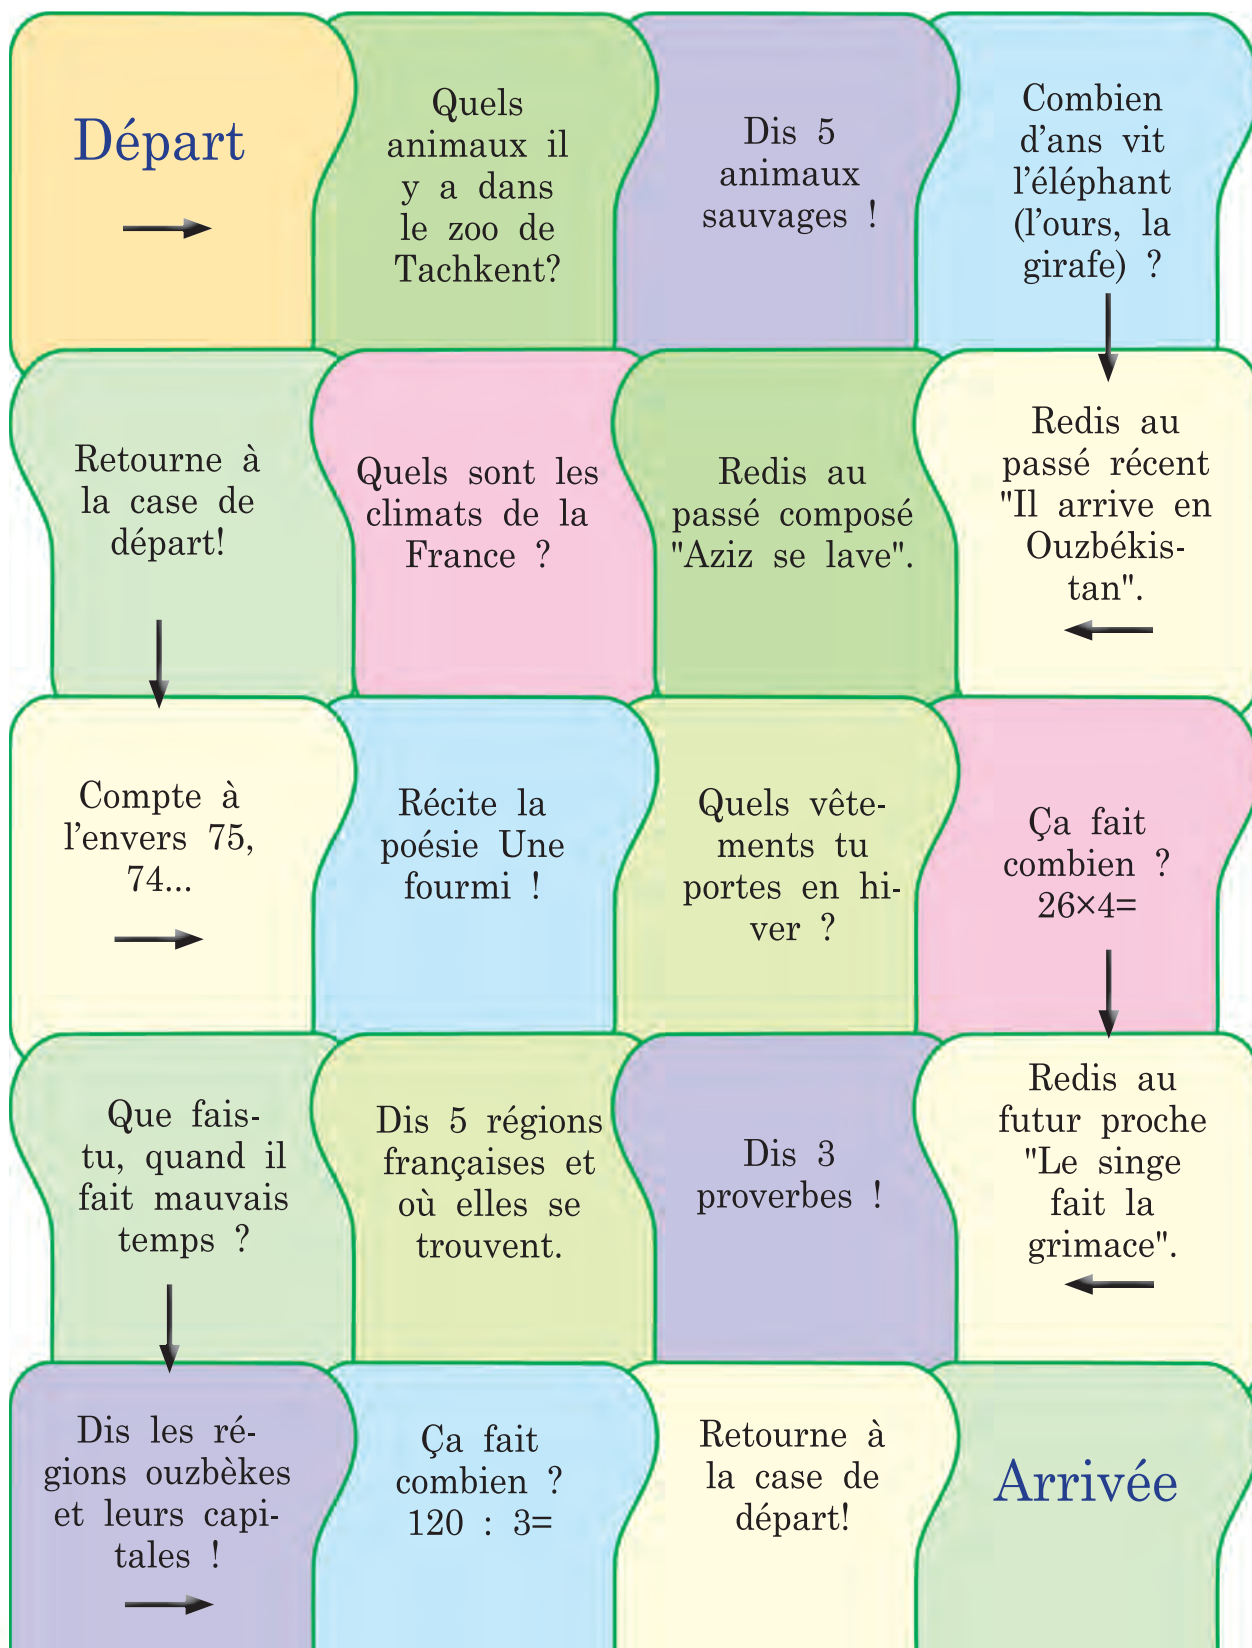 Départ
Quels
animaux il
y a dans
le zoo de
Tachkent?
Dis 5
animaux
sauvages !
Combien
d'ans vit
l'éléphant
(l'ours, la
girafe) ?
Retourne à
la case de
départ!
Quels sont les
climats de la
France ?
Redis au
passé composé
"Aziz se lave".
Redis au
passé récent
"Il arrive en
Ouzbékis-
tan".
Compte à
l'envers 75,
74...
Récite la
poésie Une
fourmi !
Quels vête-
ments tu
portes en hi-
ver ?
Ça fait
combien ?
26×4=
Que fais-
tu, quand il
fait mauvais
temps ?
Dis 5 régions
françaises et
où elles se
trouvent.
Dis 3
proverbes !
Redis au
futur proche
"Le singe
fait la
grimace".
Dis les ré-
gions ouzbèkes
et leurs capi-
tales !
Ça fait
combien ?
120 : 3=
Retourne à
la case de
départ!
Arrivée